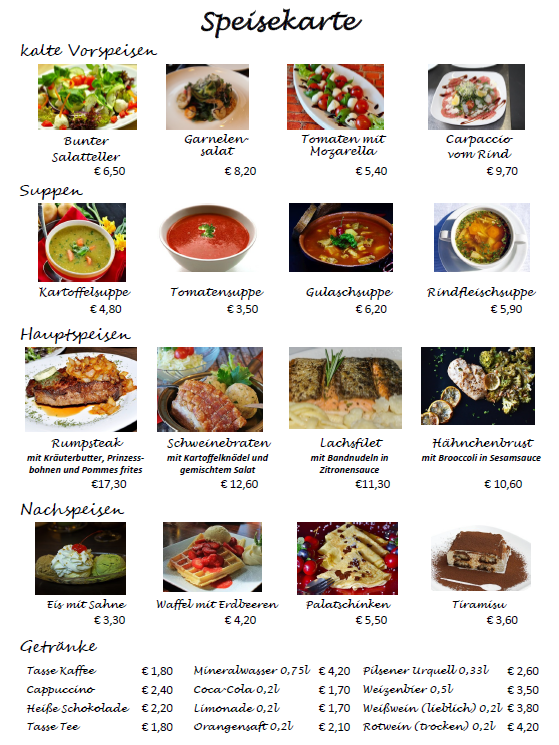 Speisekarte
kalte Vorspeisen
Bunter
Salatteller
€ 6,50
Garnelen-
salat
€ 8,20
Tomaten mit
Mozarella
€ 5,40
Carpaccio
vom Rind
€ 9,70
Suppen
Kartoffelsuppe
€ 4,80
Tomatensuppe
€ 3,50
Gulaschsuppe
€ 6,20
Rindfleischsuppe
€ 5,90
Hauptspeisen
Rumpsteak
mit Kräuterbutter, Prinzess-
bohnen und Pommes frites
€17,30
Schweinebraten
mit Kartoffelknödel und
gemischtem Salat
€ 12,60
Lachsfilet
mit Bandnudeln in
Zitronensauce
€11,30
Hähnchenbrust
mit Brooccoli in Sesamsauce
€ 10,60
Nachspeisen
Eis mit Sahne
€ 3,30
Waffel mit Erdbeeren
€ 4,20
Palatschinken
€ 5,50
Tiramisu
€ 3,60
Getränke
Tasse Kaffee € 1,80
Cappuccino € 2,40
Heiße Schokolade € 2,20
Tasse Tee € 1,80
Mineralwasser 0,75l € 4,20
Coca-Cola 0,2l € 1,70
Limonade 0,2l € 1,70
Orangensaft 0,2l € 2,10
Pilsener Urquell 0,33l € 2,60
Weizenbier 0,5l € 3,50
Weißwein (lieblich) 0,2l € 3,80
Rotwein (trocken) 0,2l € 4,20